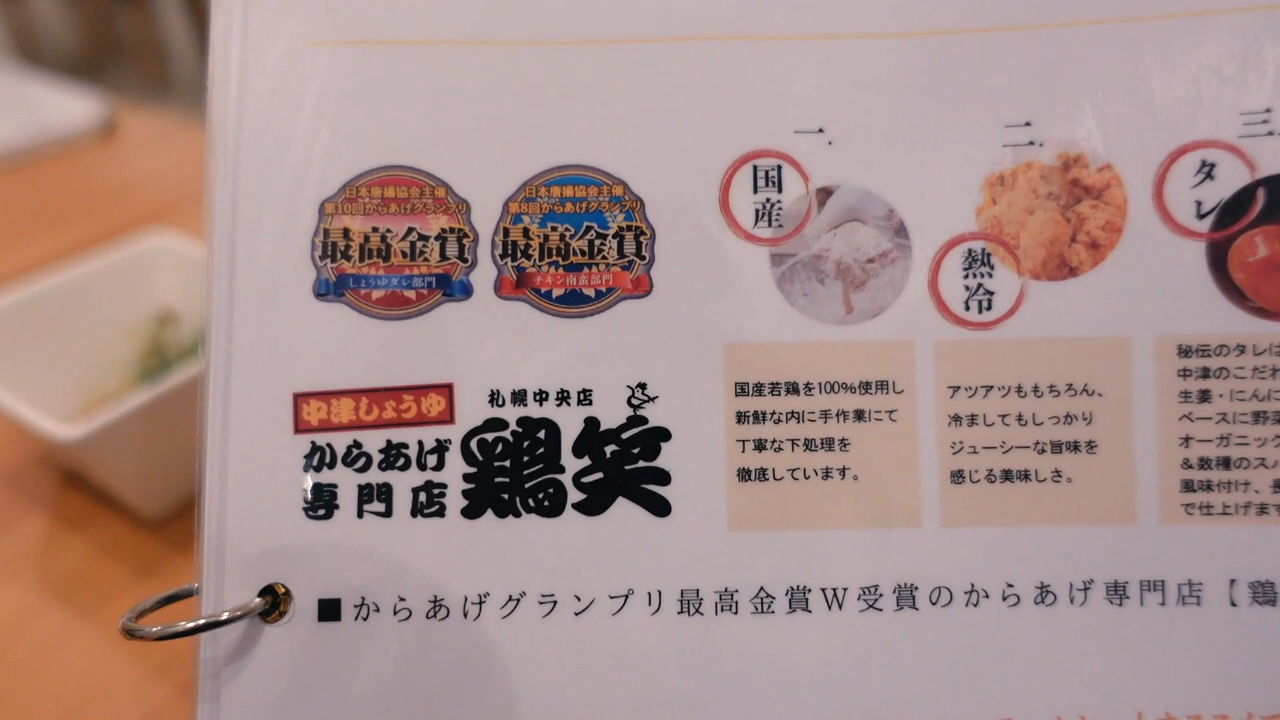 日本唐揚協会主催
第10回からあげグランプリ
最高金賞
しょうゆダレ部門
日本唐揚協会主催
第8回からあげグランプリ
最高金賞
チキン南蛮部門
中津しょうゆ
からあげ
専門店
札幌中央店
鶏笑
一.
国産
国産若鶏を100%使用し
新鮮な内に手作業にて
丁寧な下処理を
徹底しています。
二.
熱冷
アツアツももちろん、
冷ましてもしっかり
ジューシーな旨味を
感じる美味しさ。
三
タレ
秘伝のタレは
中津のこだわ
生姜・にんに
ベースに野菜
オーガニック
&数種のスパ
風味付け、長
で仕上げます
■からあげグランプリ最高金賞W受賞のからあげ専門店【鶏